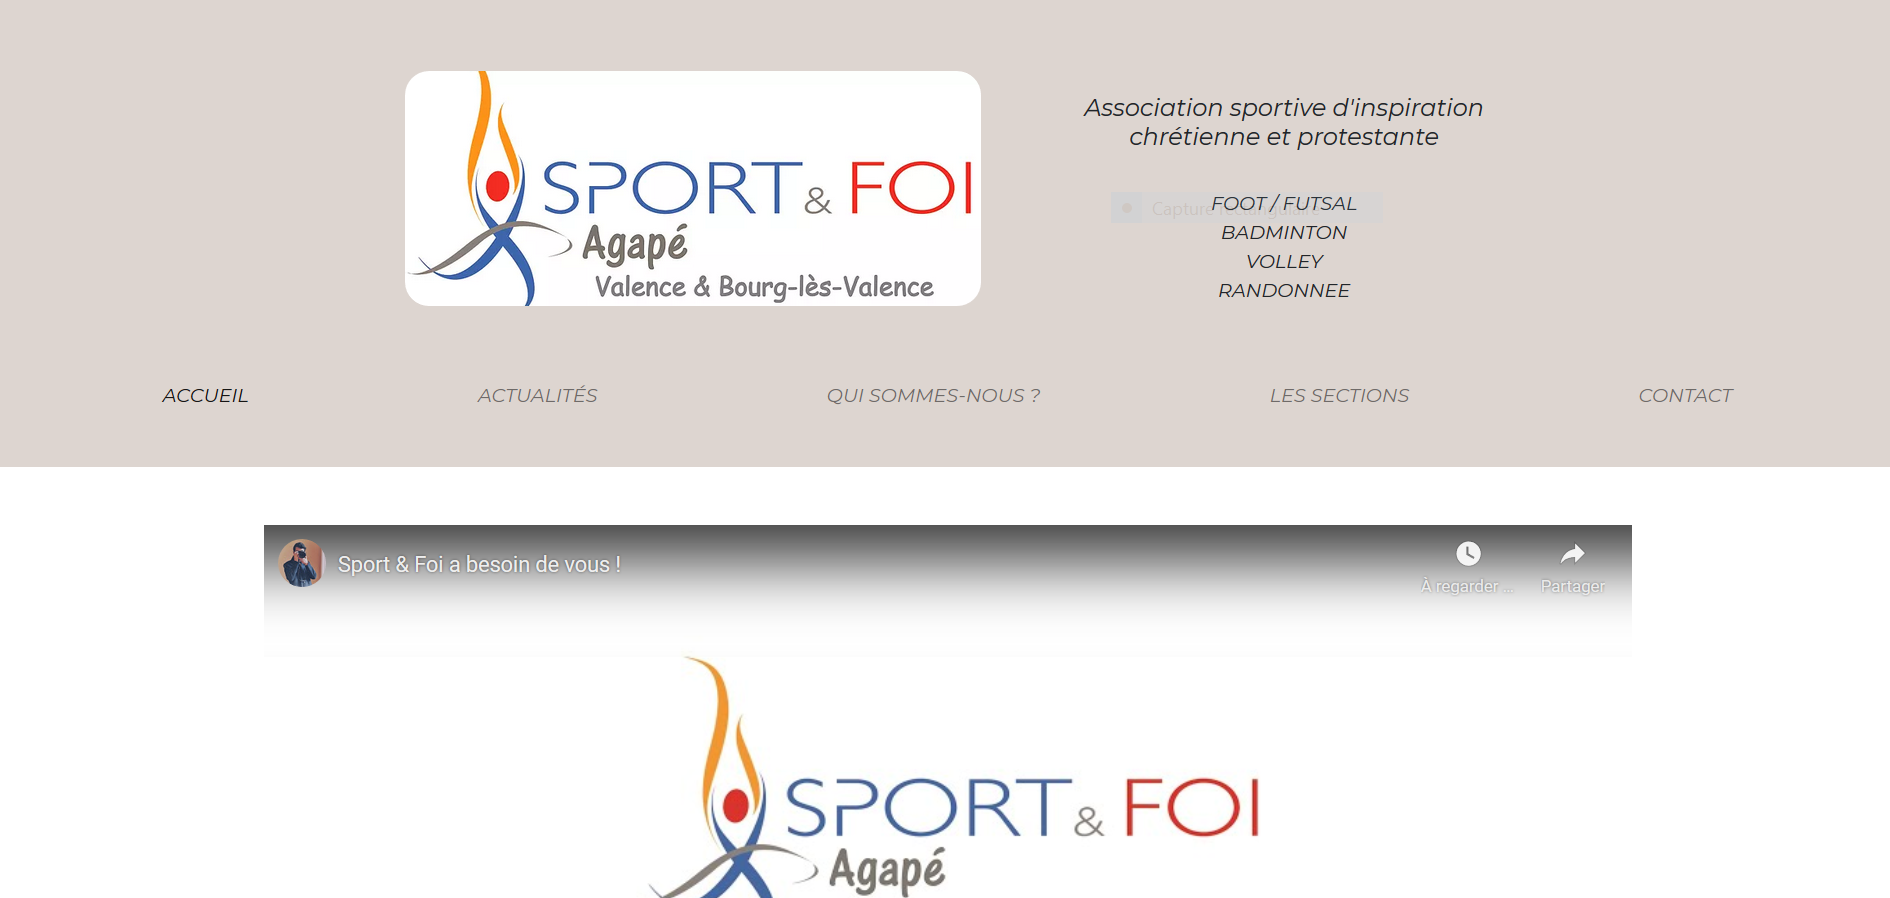 SPORT & FOI
Agapé
Valence & Bourg-lès-Valence
Association sportive d'inspiration
chrétienne et protestante
Capture rectangulaire
FOOT / FUTSAL
BADMINTON
VOLLEY
RANDONNEE
ACCUEIL
ACTUALITÉS
QUI SOMMES-NOUS ?
LES SECTIONS
CONTACT
Sport & Foi a besoin de vous !
À regarder ...
Partager
SPORT & FOI
Agapé